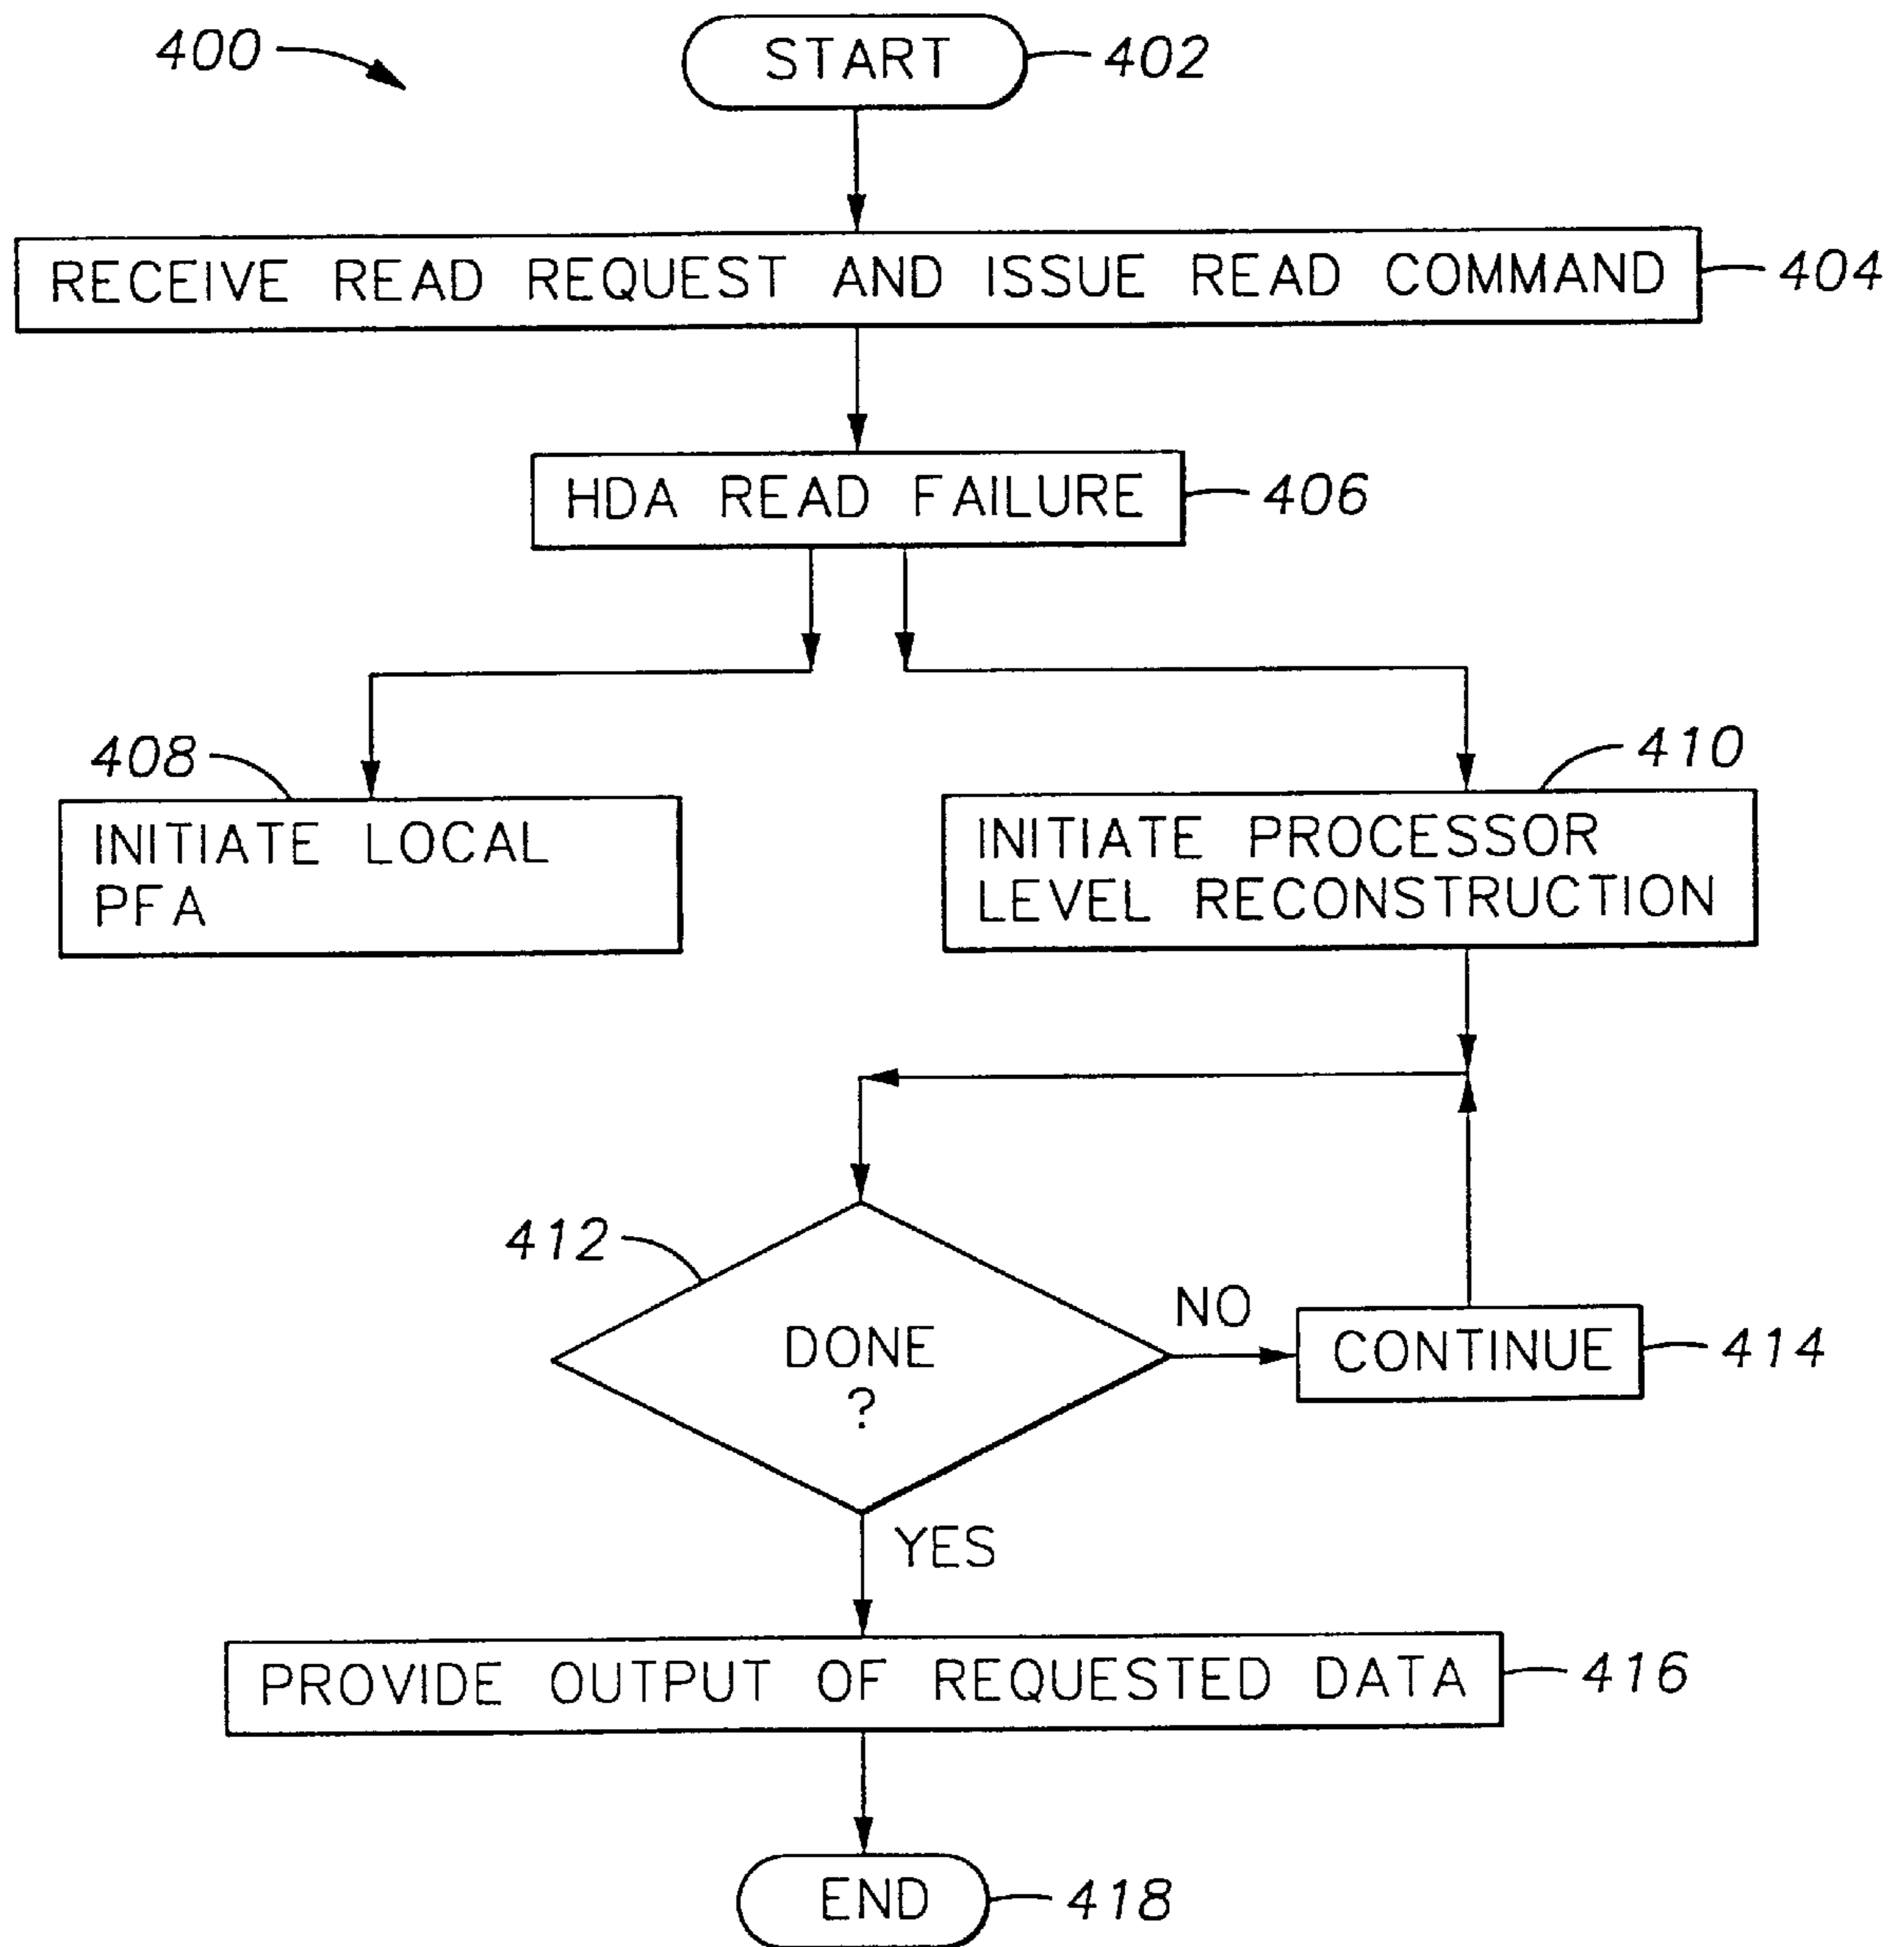 400
START
402
RECEIVE READ REQUEST AND ISSUE READ COMMAND
404
HDA READ FAILURE
406
408
INITIATE LOCAL
PFA
410
INITIATE PROCESSOR
LEVEL RECONSTRUCTION
412
DONE
?
NO
CONTINUE
414
YES
PROVIDE OUTPUT OF REQUESTED DATA
416
END
418